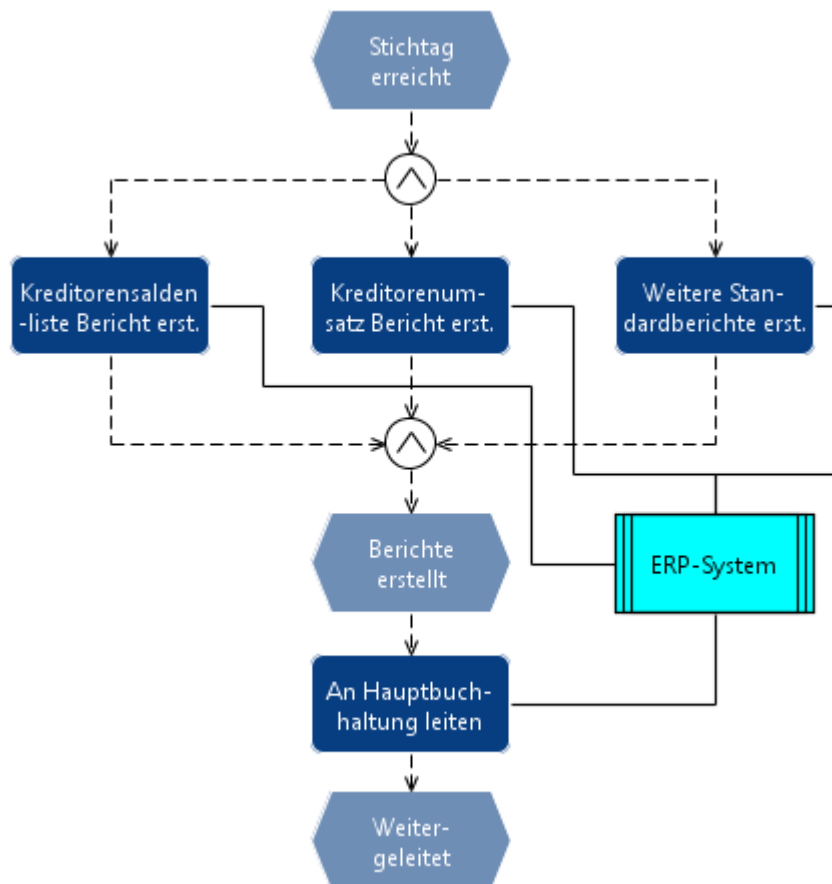 Stichtag
erreicht
Kreditorensalden
-liste Bericht erst.
Kreditorenum-
satz Bericht erst.
Weitere Stan-
dardberichte erst.
Berichte
erstellt
ERP-System
An Hauptbuch-
haltung leiten
Weiter-
geleitet